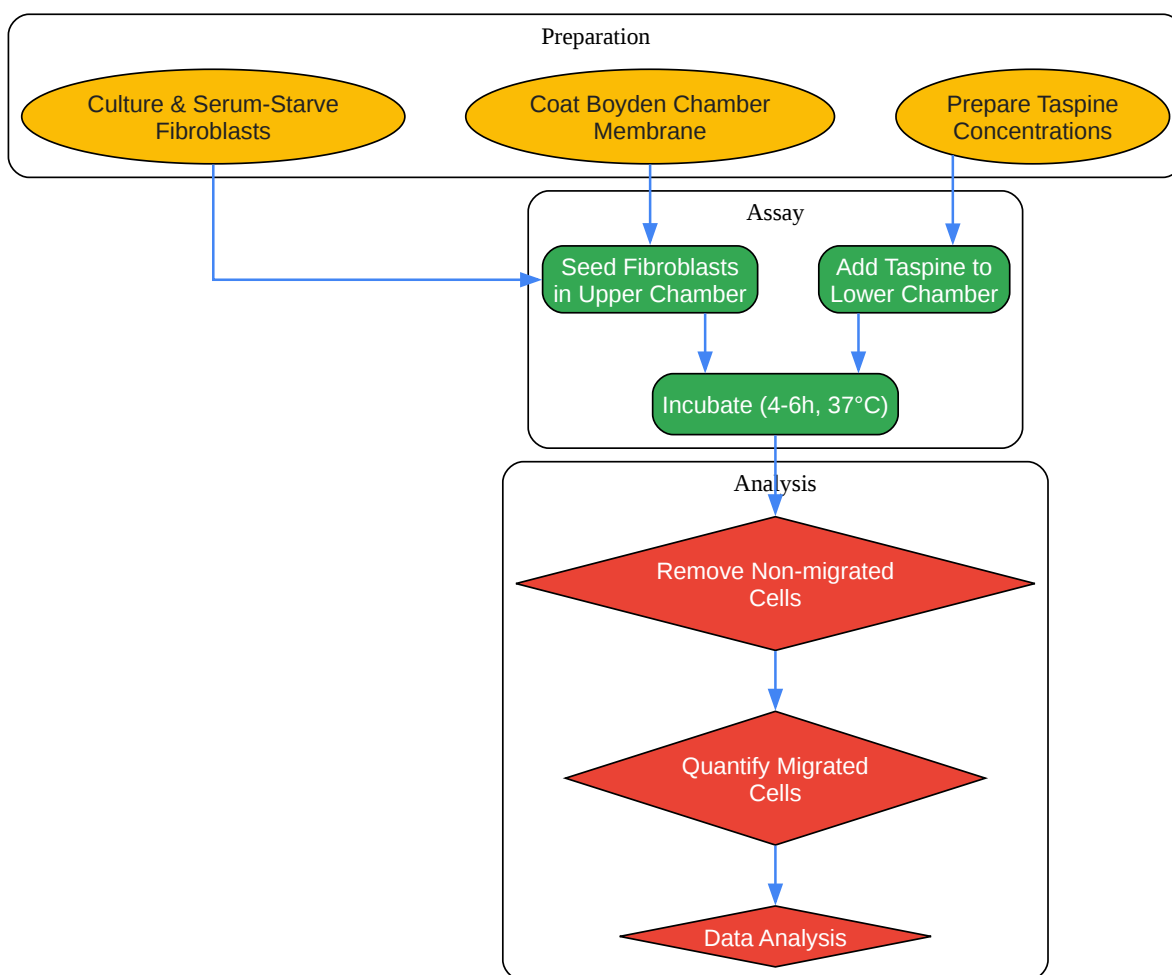 Preparation
Culture & Serum-Starve
Fibroblasts
Coat Boyden Chamber
Membrane
Prepare Taspine
Concentrations
Assay
Seed Fibroblasts
in Upper Chamber
Add Taspine to
Lower Chamber
Incubate (4-6h, 37°C)
Analysis
Remove Non-migrated
Cells
Quantify Migrated
Cells
Data Analysis